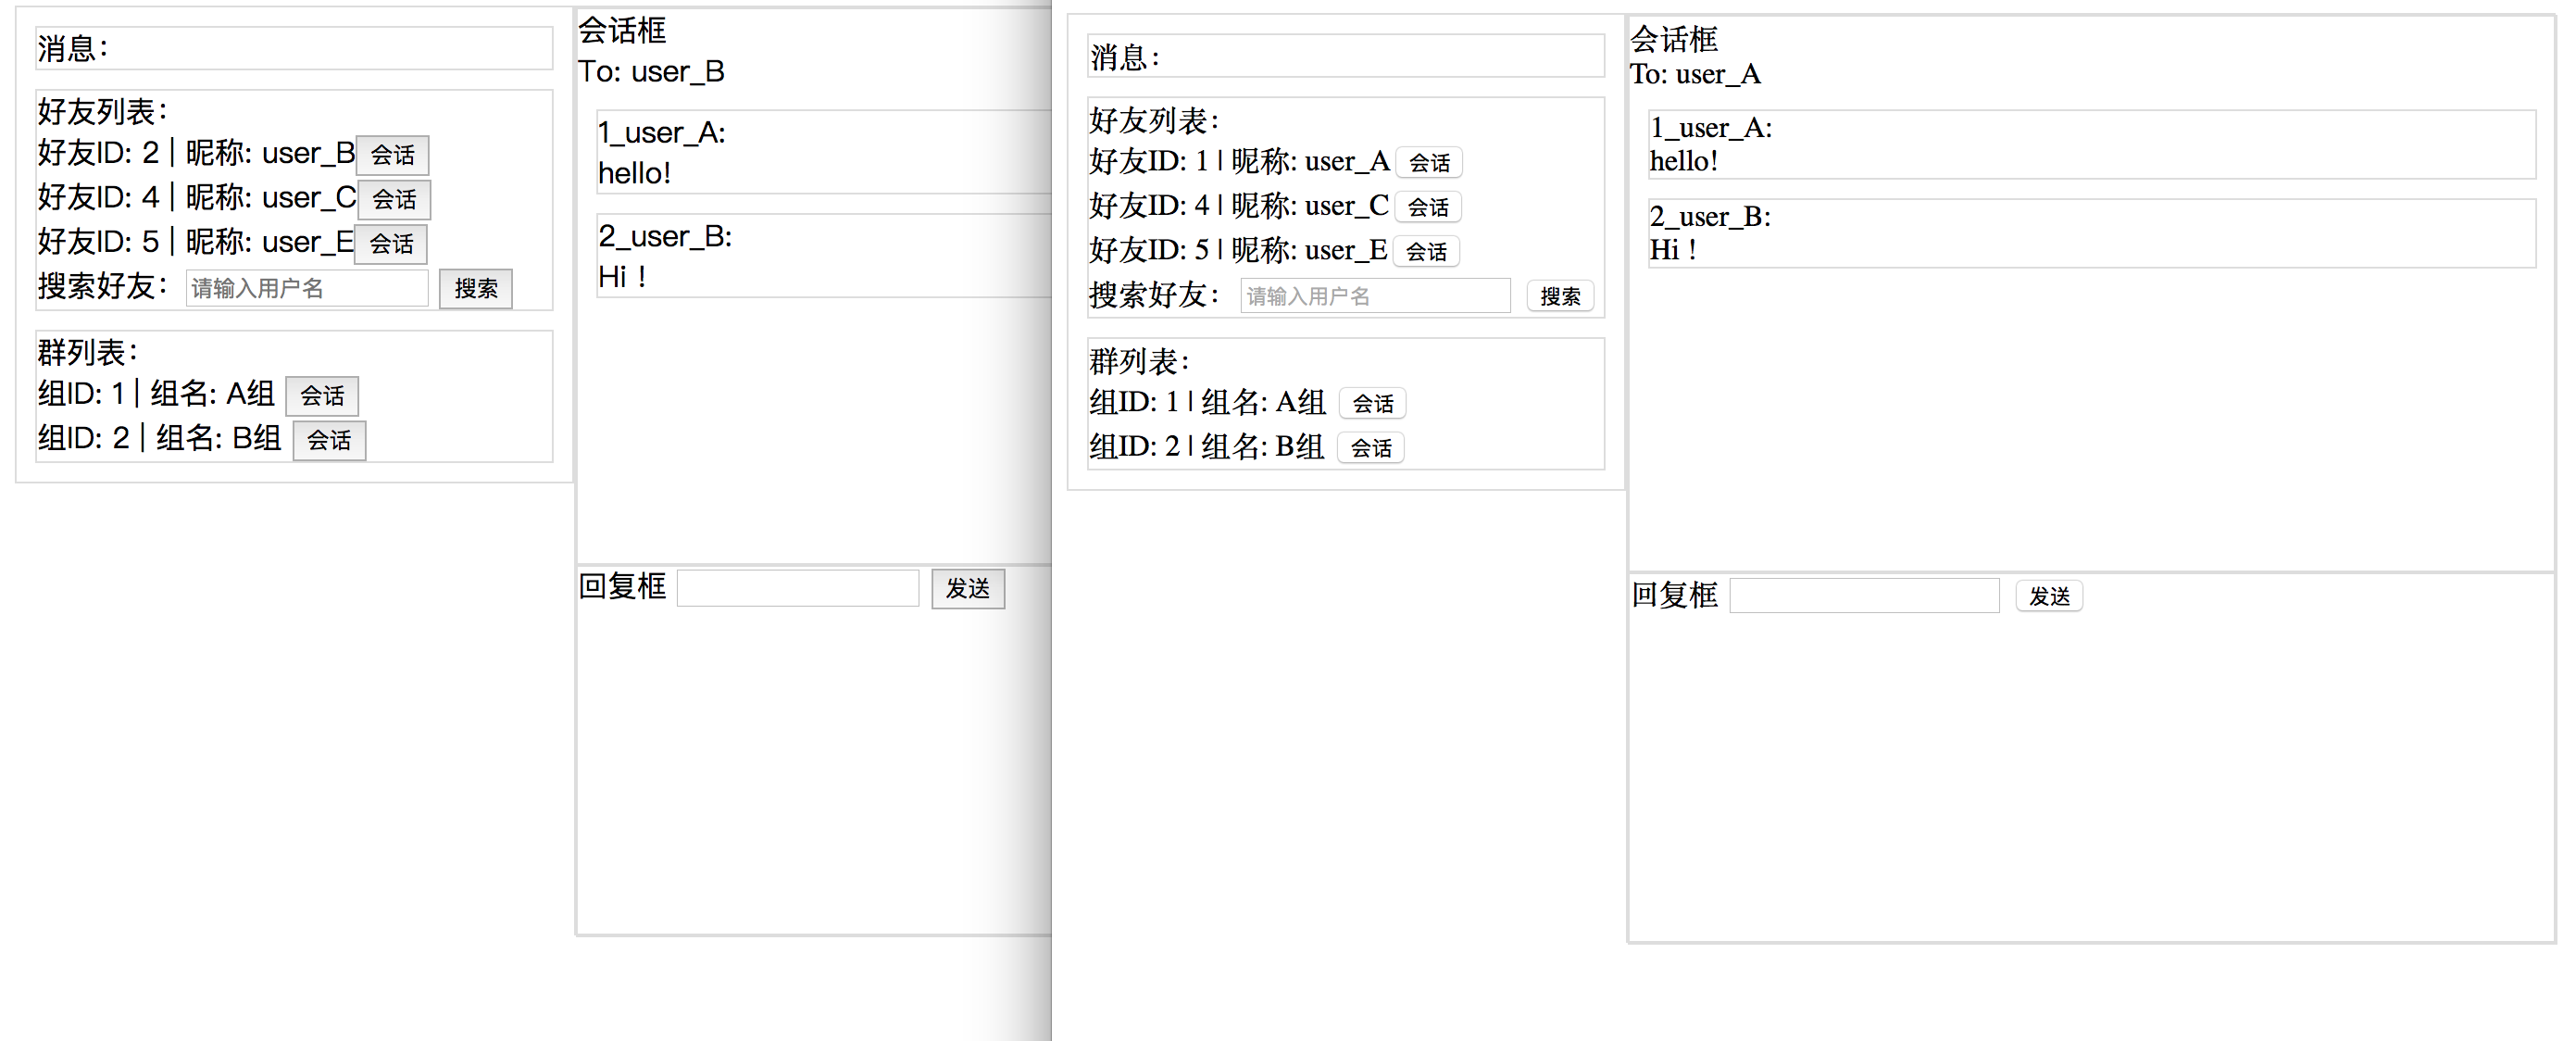 消息：
好友列表：
好友ID: 2 | 昵称: user_B 会话
好友ID: 4 | 昵称: user_C 会话
好友ID: 5 | 昵称: user_E 会话
搜索好友： 请输入用户名 搜索
群列表：
组ID: 1 | 组名: A组 会话
组ID: 2 | 组名: B组 会话
会话框
To: user_B
1_user_A:
hello!
2_user_B:
Hi！
回复框 发送
消息：
好友列表：
好友ID: 1 | 昵称: user_A 会话
好友ID: 4 | 昵称: user_C 会话
好友ID: 5 | 昵称: user_E 会话
搜索好友： 请输入用户名 搜索
群列表：
组ID: 1 | 组名: A组 会话
组ID: 2 | 组名: B组 会话
会话框
To: user_A
1_user_A:
hello!
2_user_B:
Hi！
回复框 发送